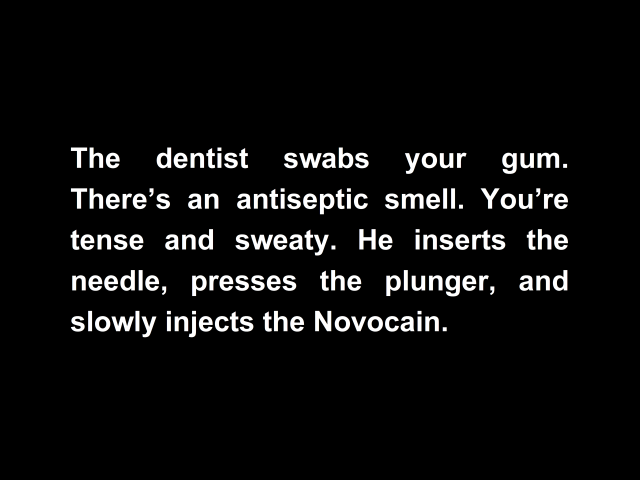 The dentist swabs your gum.
There’s an antiseptic smell. You’re
tense and sweaty. He inserts the
needle, presses the plunger, and
slowly injects the Novocain.